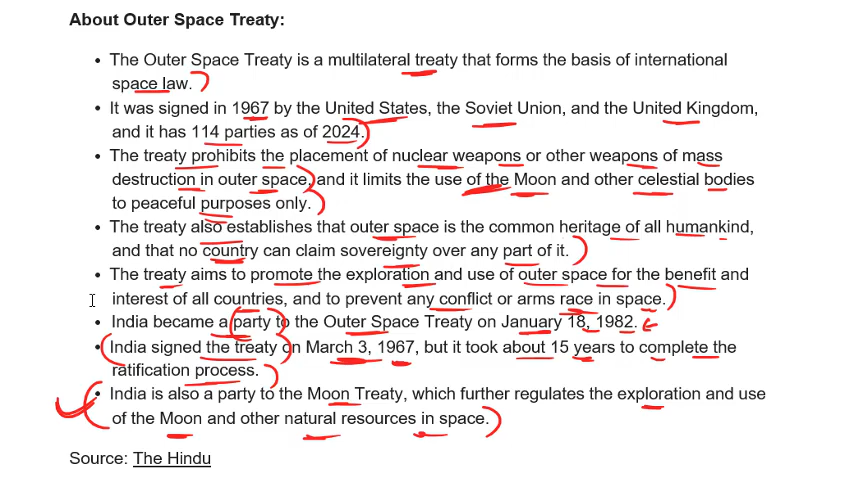 About Outer Space Treaty:
• The Outer Space Treaty is a multilateral treaty that forms the basis of international
space law.
• It was signed in 1967 by the United States, the Soviet Union, and the United Kingdom,
and it has 114 parties as of 2024.
• The treaty prohibits the placement of nuclear weapons or other weapons of mass
destruction in outer space, and it limits the use of the Moon and other celestial bodies
to peaceful purposes only.
• The treaty also establishes that outer space is the common heritage of all humankind,
and that no country can claim sovereignty over any part of it.
• The treaty aims to promote the exploration and use of outer space for the benefit and
interest of all countries, and to prevent any conflict or arms race in space.
• India became a party to the Outer Space Treaty on January 18, 1982.
• India signed the treaty on March 3, 1967, but it took about 15 years to complete the
ratification process.
• India is also a party to the Moon Treaty, which further regulates the exploration and use
of the Moon and other natural resources in space.
Source: The Hindu